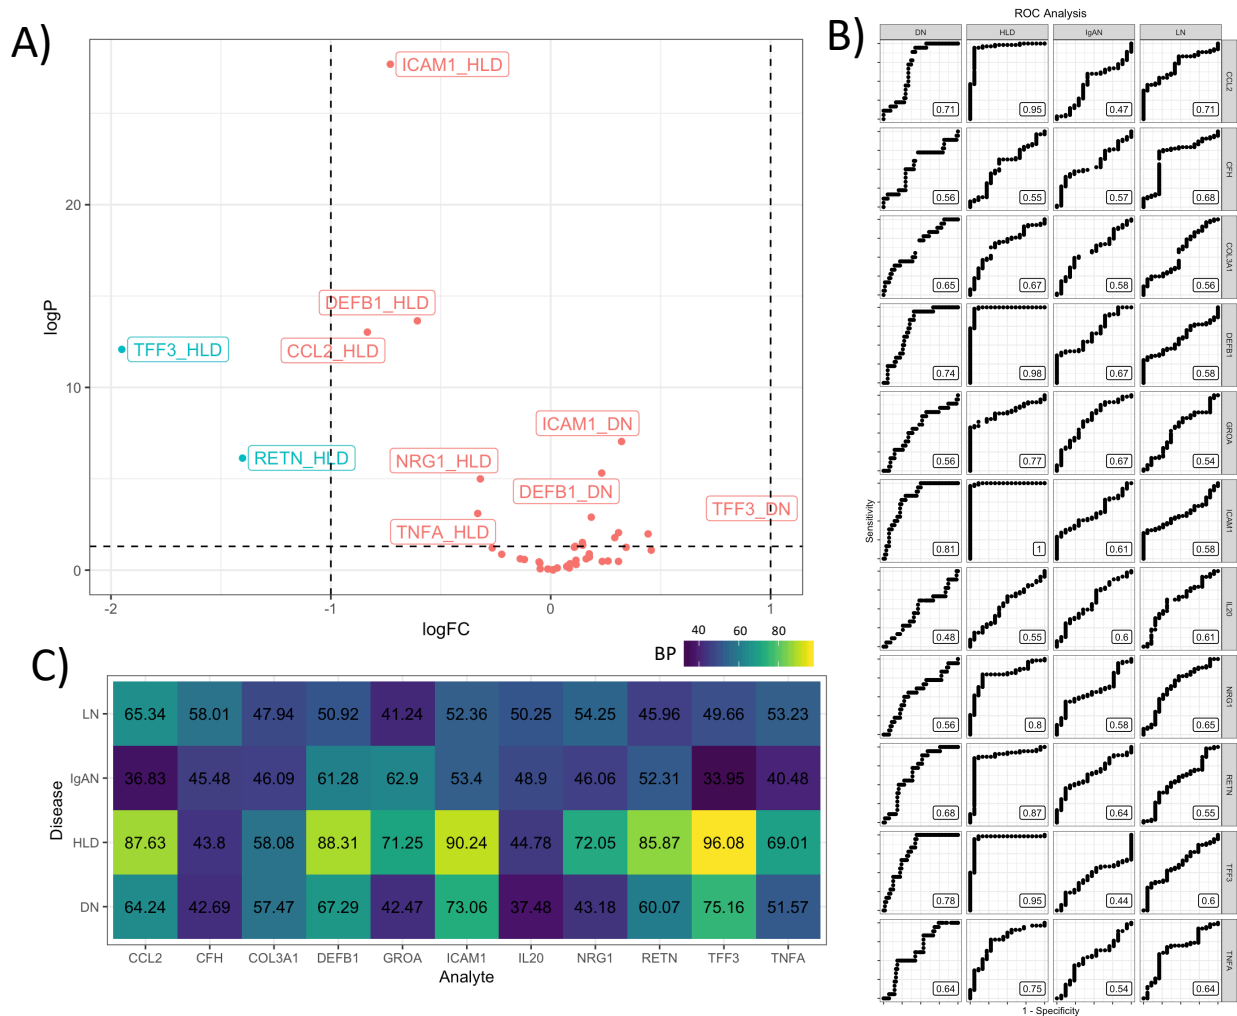 A)
ICAM1_HLD
20
DEFB1_HLD
CCL2_HLD
TFF3_HLD
logP
10
ICAM1_DN
RETN_HLD
NRG1_HLD
DEFB1_DN
TFF3_DN
TNFA_HLD
0
-2 -1 0 1
logFC
B)
ROC Analysis
DN HLD IgAN LN
0.71 0.95 0.47 0.71 CCL2
0.56 0.55 0.57 0.68 CFH
0.65 0.67 0.58 0.56 COL3A1
0.74 0.98 0.67 0.58 DEFB1
0.56 0.77 0.67 0.54 GROA
Sensitivity
0.81 1 0.61 0.58 ICAM1
0.48 0.55 0.6 0.61 IL20
0.56 0.8 0.58 0.65 NRG1
0.68 0.87 0.64 0.55 RETN
0.78 0.95 0.44 0.6 TFF3
0.64 0.75 0.54 0.64 TNFA
1 - Specificity
C)
BP 40 60 80
LN 65.34 58.01 47.94 50.92 41.24 52.36 50.25 54.25 45.96 49.66 53.23
IgAN 36.83 45.48 46.09 61.28 62.9 53.4 48.9 46.06 52.31 33.95 40.48
Disease
HLD 87.63 43.8 58.08 88.31 71.25 90.24 44.78 72.05 85.87 96.08 69.01
DN 64.24 42.69 57.47 67.29 42.47 73.06 37.48 43.18 60.07 75.16 51.57
CCL2 CFH COL3A1 DEFB1 GROA ICAM1 IL20 NRG1 RETN TFF3 TNFA
Analyte